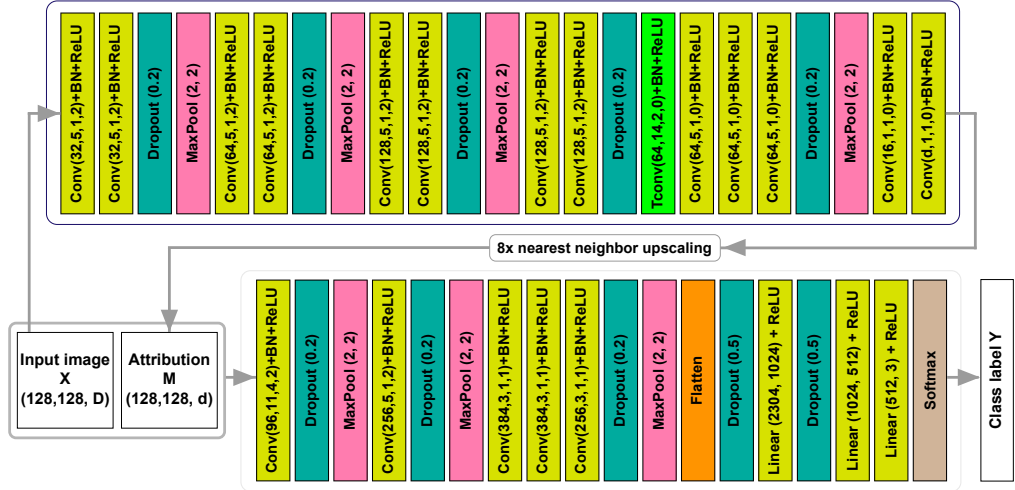 Conv(32,5,1,2)+BN+ReLU
Conv(32,5,1,2)+BN+ReLU
Dropout (0.2)
MaxPool (2, 2)
Conv(64,5,1,2)+BN+ReLU
Conv(64,5,1,2)+BN+ReLU
Dropout (0.2)
MaxPool (2, 2)
Conv(128,5,1,2)+BN+ReLU
Conv(128,5,1,2)+BN+ReLU
Dropout (0.2)
MaxPool (2, 2)
Conv(128,5,1,2)+BN+ReLU
Conv(128,5,1,2)+BN+ReLU
Dropout (0.2)
Tconv(64,14,2,0)+BN+ReLU
Conv(64,5,1,0)+BN+ReLU
Conv(64,5,1,0)+BN+ReLU
Conv(64,5,1,0)+BN+ReLU
Dropout (0.2)
MaxPool (2, 2)
Conv(16,1,1,0)+BN+ReLU
Conv(d,1,1,0)+BN+ReLU
8x nearest neighbor upscaling
Input image
X
(128,128, D)
Attribution
M
(128,128, d)
Conv(96,11,4,2)+BN+ReLU
Dropout (0.2)
MaxPool (2, 2)
Conv(256,5,1,2)+BN+ReLU
Dropout (0.2)
MaxPool (2, 2)
Conv(384,3,1,1)+BN+ReLU
Conv(384,3,1,1)+BN+ReLU
Conv(256,3,1,1)+BN+ReLU
Dropout (0.2)
MaxPool (2, 2)
Flatten
Dropout (0.5)
Linear (2304, 1024) + ReLU
Dropout (0.5)
Linear (1024, 512) + ReLU
Linear (512, 3) + ReLU
Softmax
Class label Y